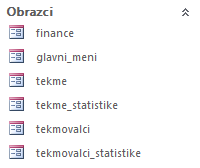 Obrazci
finance
glavni_meni
tekme
tekme_statistike
tekmovalci
tekmovalci_statistike